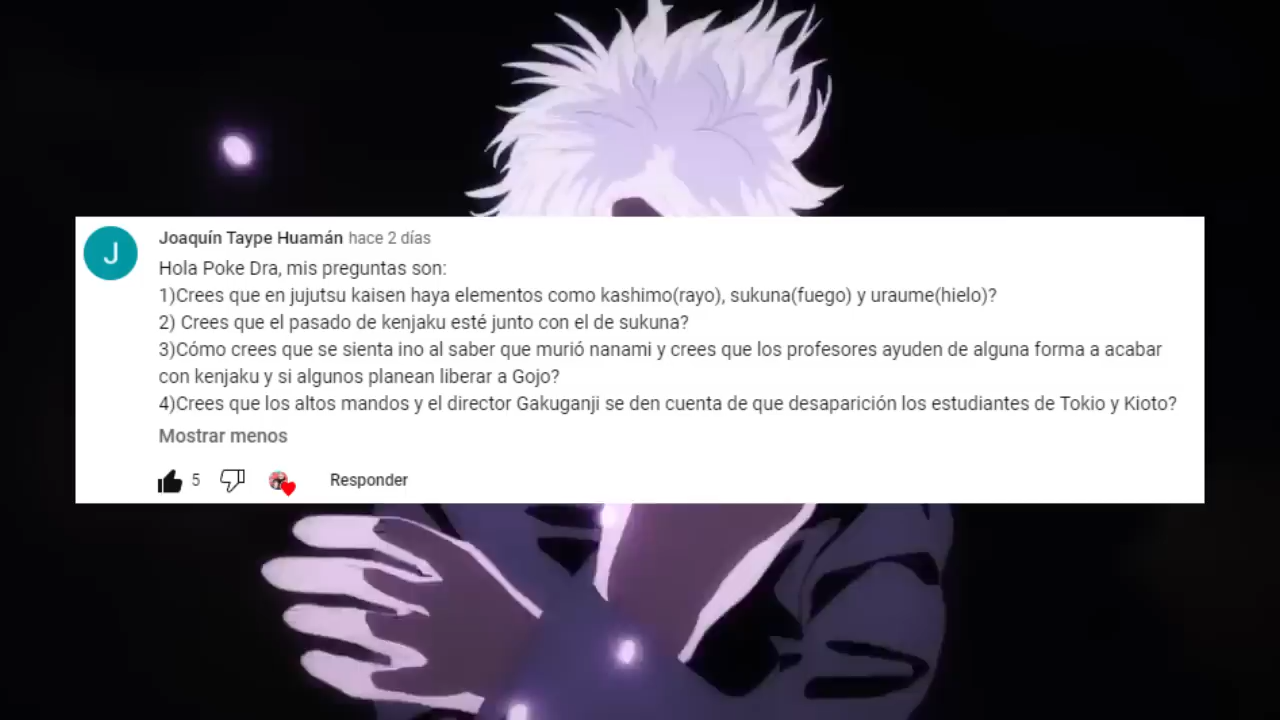 J
Joaquín Taype Huamán hace 2 días
Hola Poke Dra, mis preguntas son:
1)Crees que en jujutsu kaisen haya elementos como kashimo(rayo), sukuna(fuego) y uraume(hielo)?
2) Crees que el pasado de kenjaku esté junto con el de sukuna?
3)Cómo crees que se sienta ino al saber que murió nanami y crees que los profesores ayuden de alguna forma a acabar
con kenjaku y si algunos planean liberar a Gojo?
4)Crees que los altos mandos y el director Gakuganji se den cuenta de que desaparición los estudiantes de Tokio y Kioto?
Mostrar menos
5 Responder